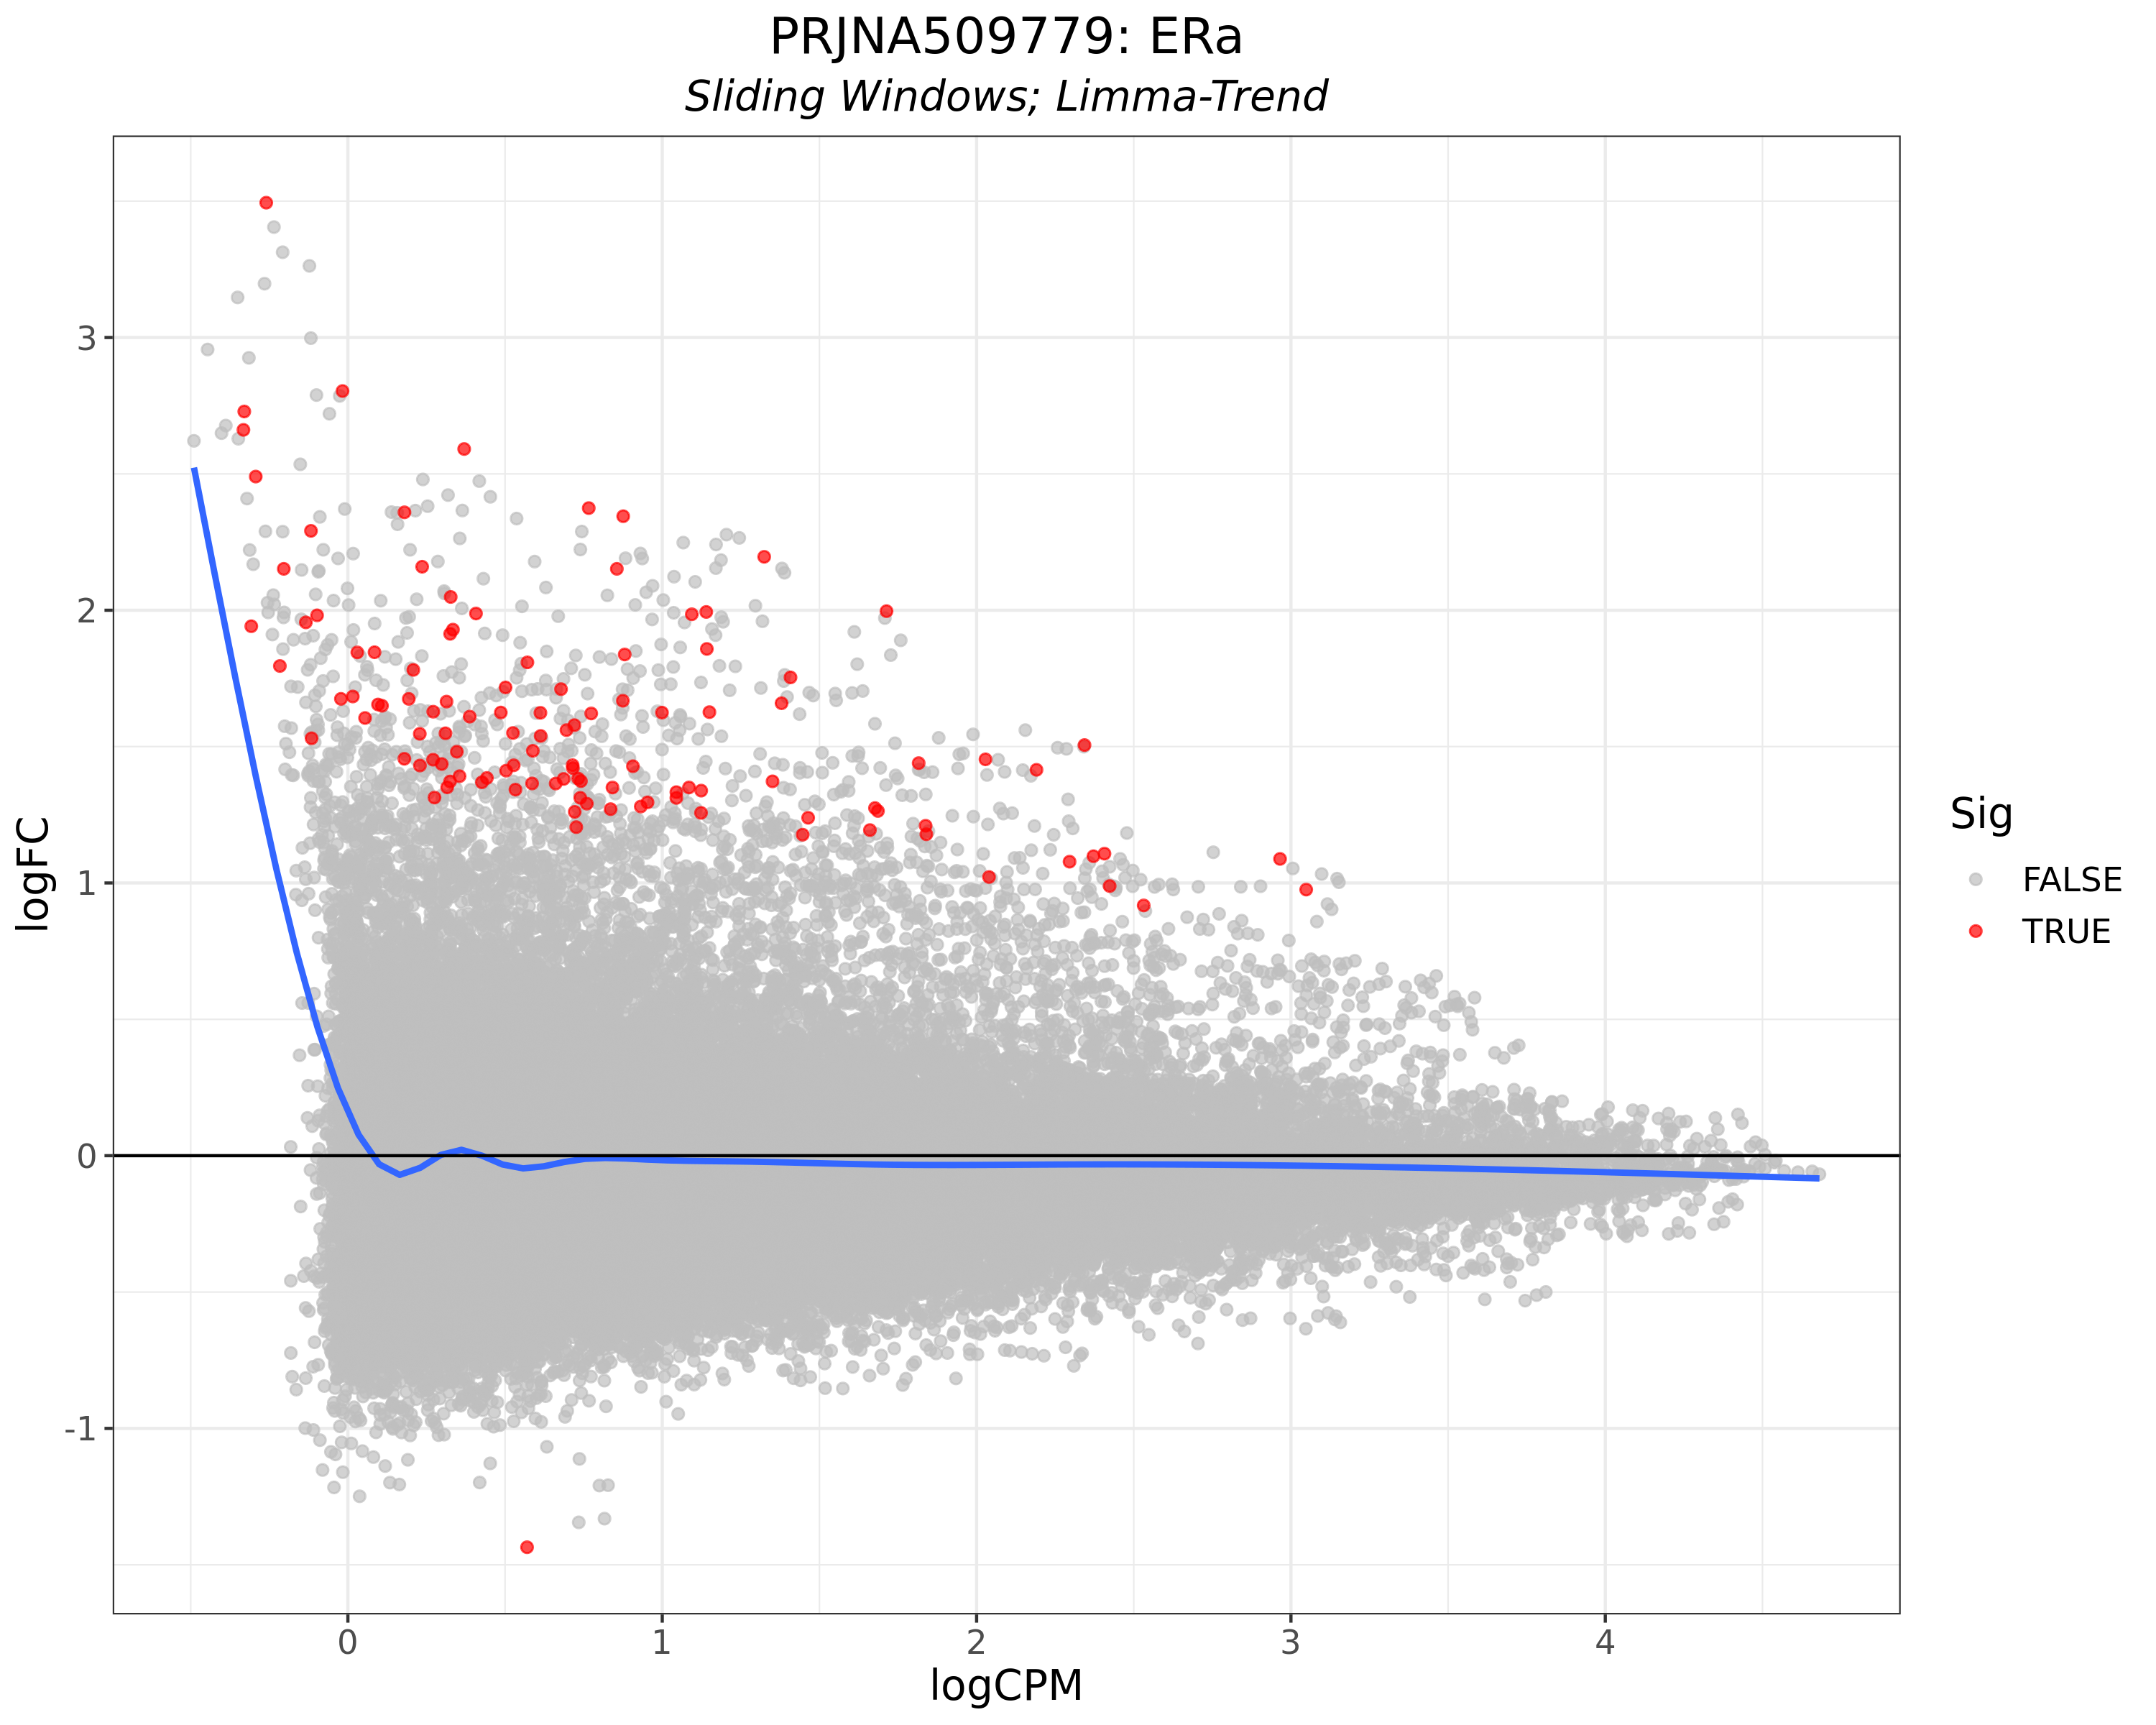 PRJNA509779: ERa
Sliding Windows; Limma-Trend
logFC
3
2
1
0
-1
0
1
2
3
4
logCPM
Sig
FALSE
TRUE